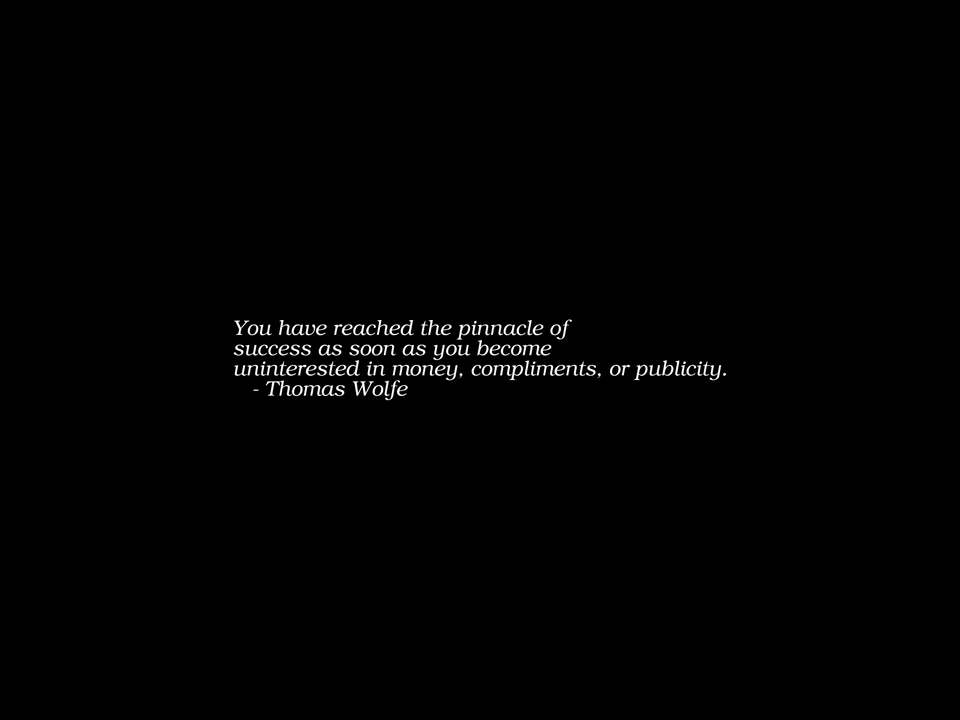 You have reached the pinnacle of
success as soon as you become
uninterested in money, compliments, or publicity.
- Thomas Wolfe